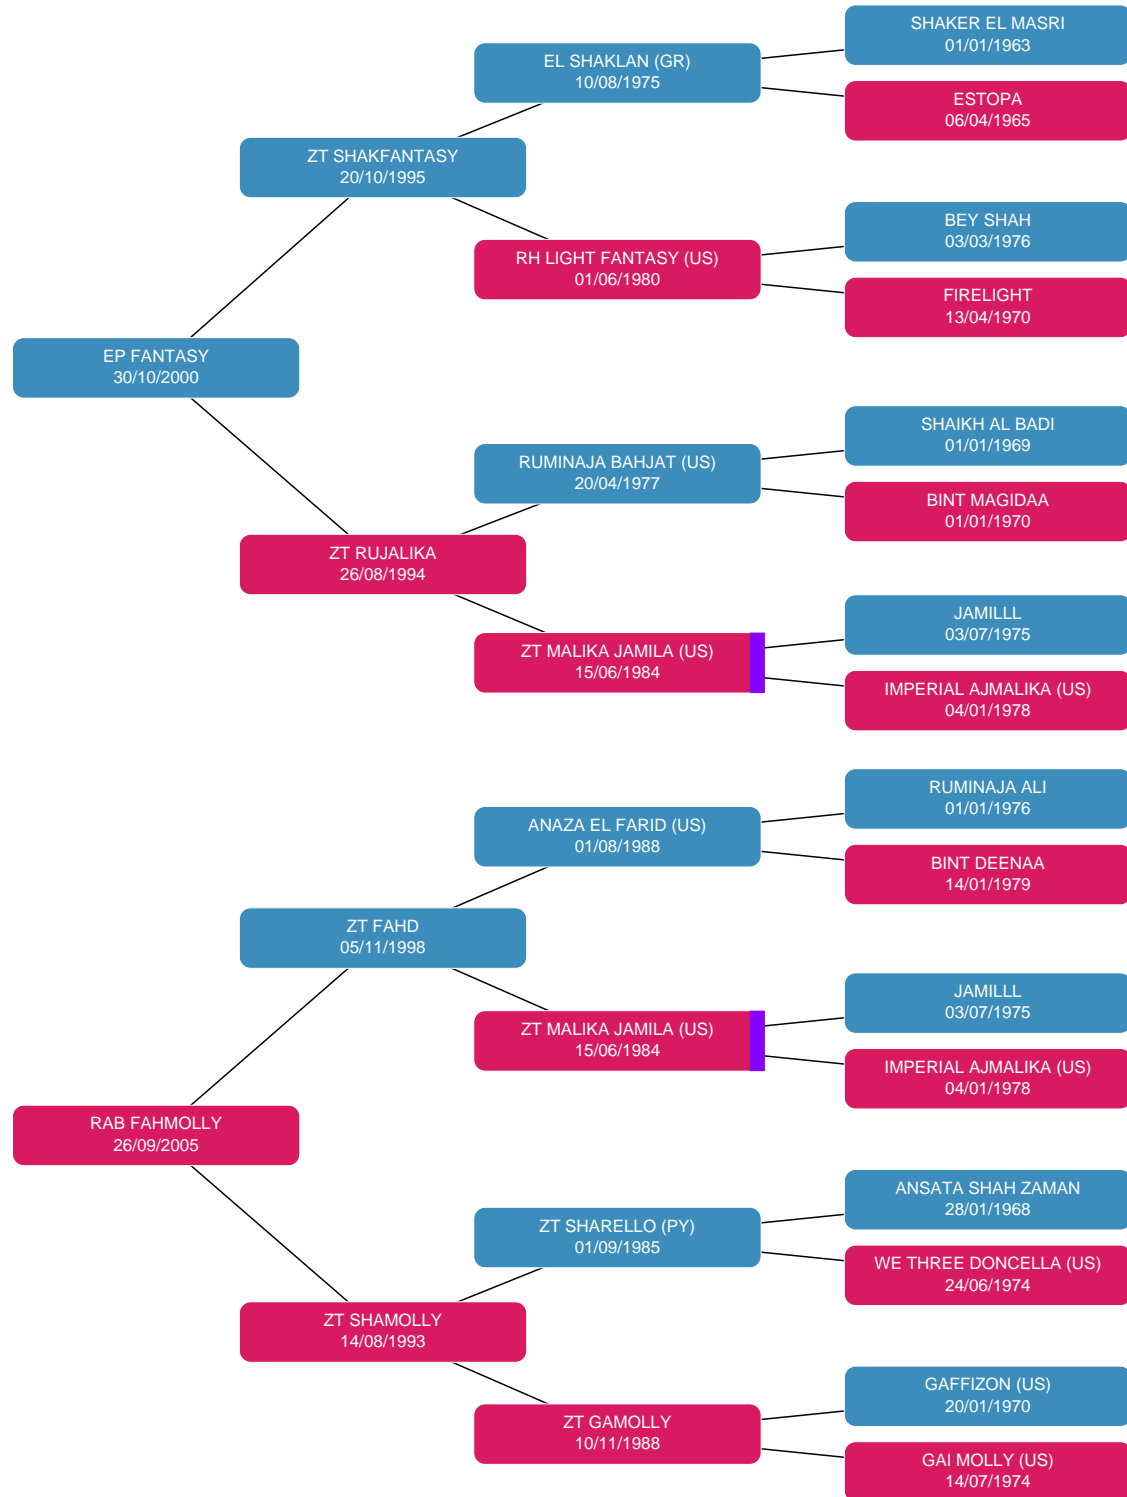 SHAKER EL MASRI
01/01/1963
EL SHAKLAN (GR)
10/08/1975
ESTOPA
06/04/1965
ZT SHAKFANTASY
20/10/1995
BEY SHAH
03/03/1976
RH LIGHT FANTASY (US)
01/06/1980
FIRELIGHT
13/04/1970
EP FANTASY
30/10/2000
SHAIKH AL BADI
01/01/1969
RUMINAJA BAHJAT (US)
20/04/1977
BINT MAGIDAA
01/01/1970
ZT RUJALIKA
26/08/1994
JAMILLL
03/07/1975
ZT MALIKA JAMILA (US)
15/06/1984
IMPERIAL AJMALIKA (US)
04/01/1978
RUMINAJA ALI
01/01/1976
ANAZA EL FARID (US)
01/08/1988
BINT DEENAA
14/01/1979
ZT FAHD
05/11/1998
JAMILLL
03/07/1975
ZT MALIKA JAMILA (US)
15/06/1984
IMPERIAL AJMALIKA (US)
04/01/1978
RAB FAHMOLLY
26/09/2005
ANSATA SHAH ZAMAN
28/01/1968
ZT SHARELLO (PY)
01/09/1985
WE THREE DONCELLA (US)
24/06/1974
ZT SHAMOLLY
14/08/1993
GAFFIZON (US)
20/01/1970
ZT GAMOLLY
10/11/1988
GAI MOLLY (US)
14/07/1974